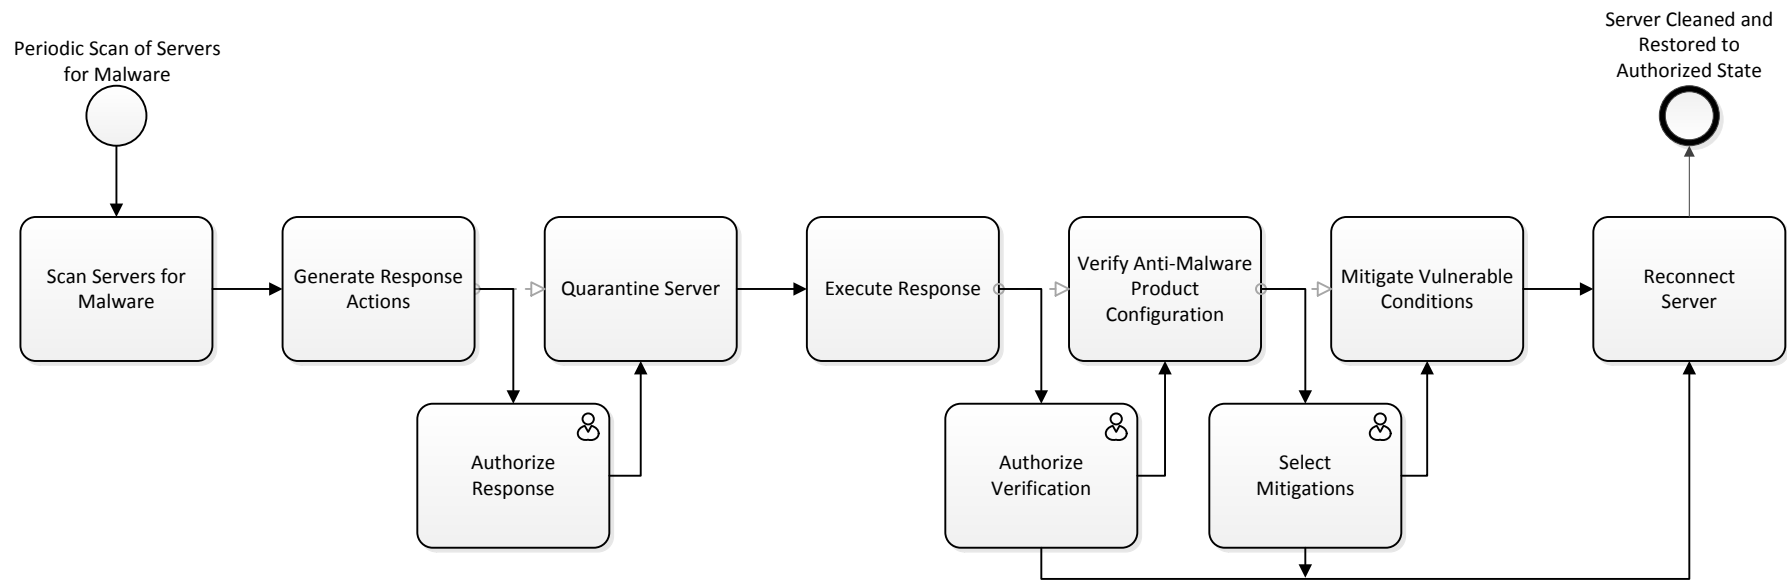 Periodic Scan of Servers
for Malware
Server Cleaned and
Restored to
Authorized State
Scan Servers for
Malware
Generate Response
Actions
Quarantine Server
Execute Response
Verify Anti-Malware
Product
Configuration
Mitigate Vulnerable
Conditions
Reconnect
Server
Authorize
Response
Authorize
Verification
Select
Mitigations